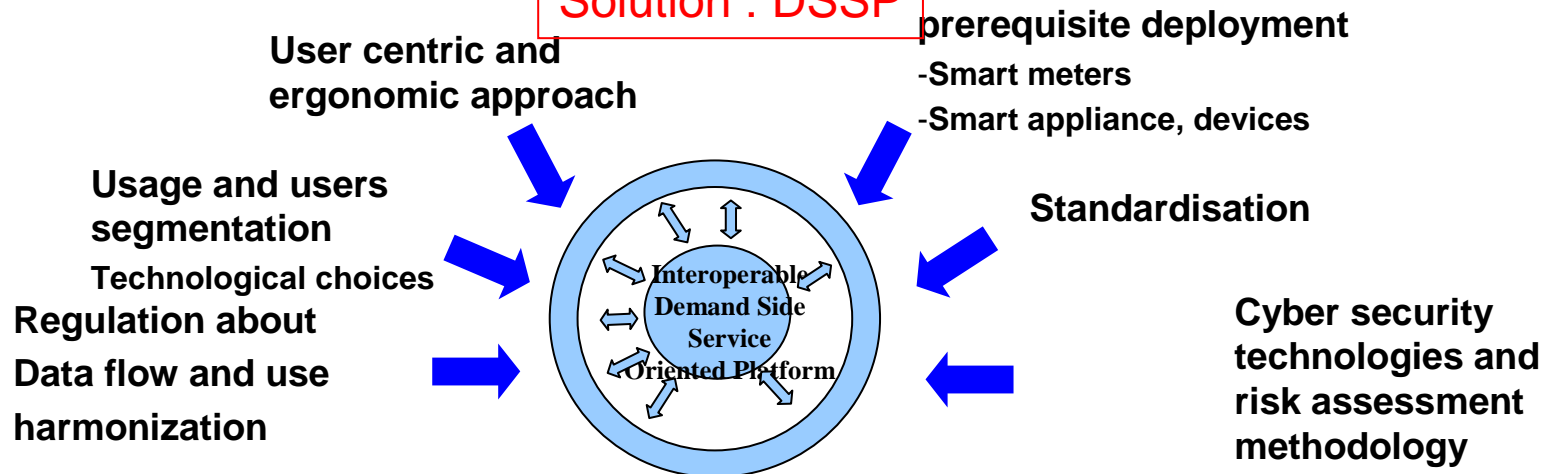 Solution : DSSP
User centric and
ergonomic approach
prerequisite deployment
-Smart meters
-Smart appliance, devices
Usage and users
segmentation
Technological choices
Standardisation
Regulation about
Data flow and use
harmonization
Interoperable
Demand Side
Service
Oriented Platform
Cyber security
technologies and
risk assessment
methodology